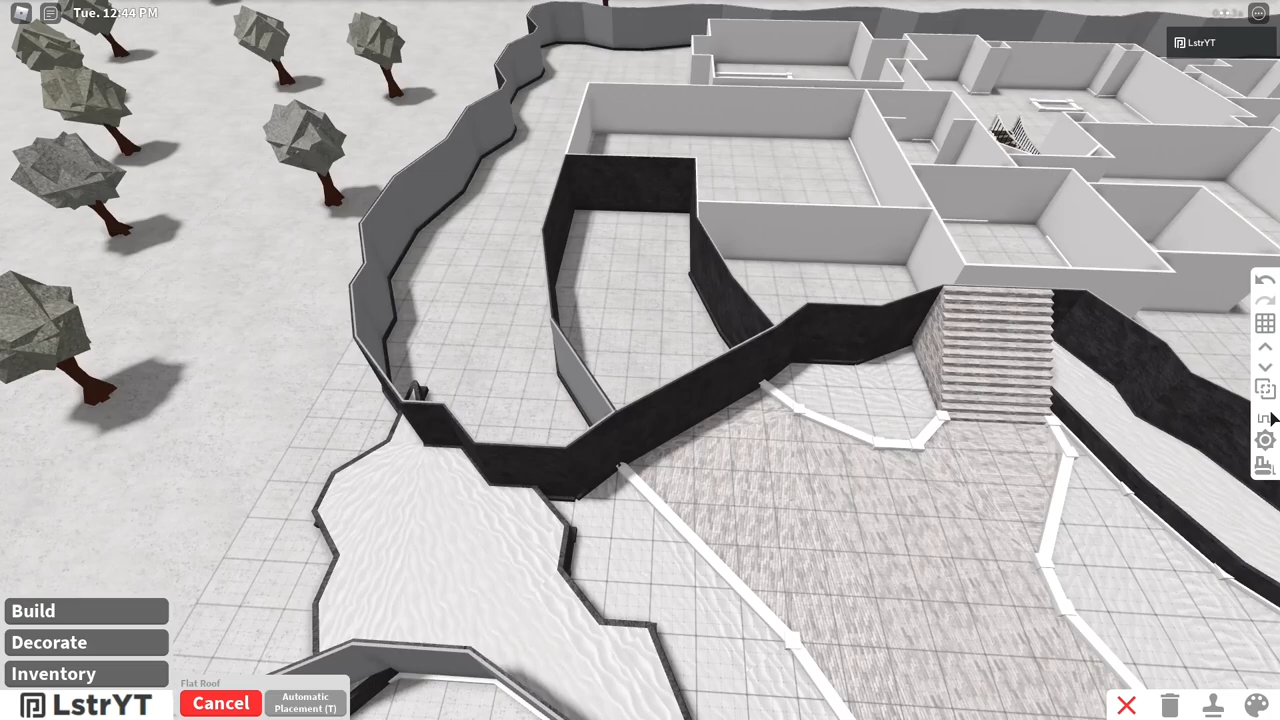 Tue. 12:44 PM
LstrYT
Build
Decorate
Inventory
LstrYT
Flat Roof
Cancel
Automatic
Placement (T)